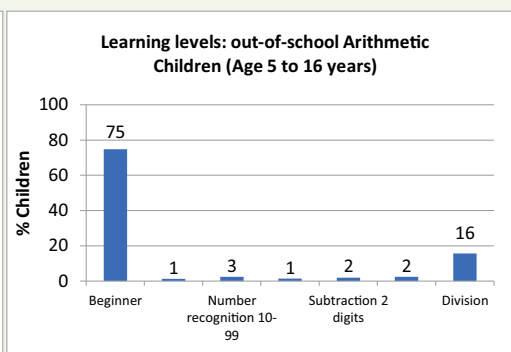 Learning levels: out-of-school Arithmetic
Children (Age 5 to 16 years)
% Children
100
80
60
40
20
0
75
1
3
1
2
2
16
Beginner
Number
recognition 10-
99
Subtraction 2
digits
Division